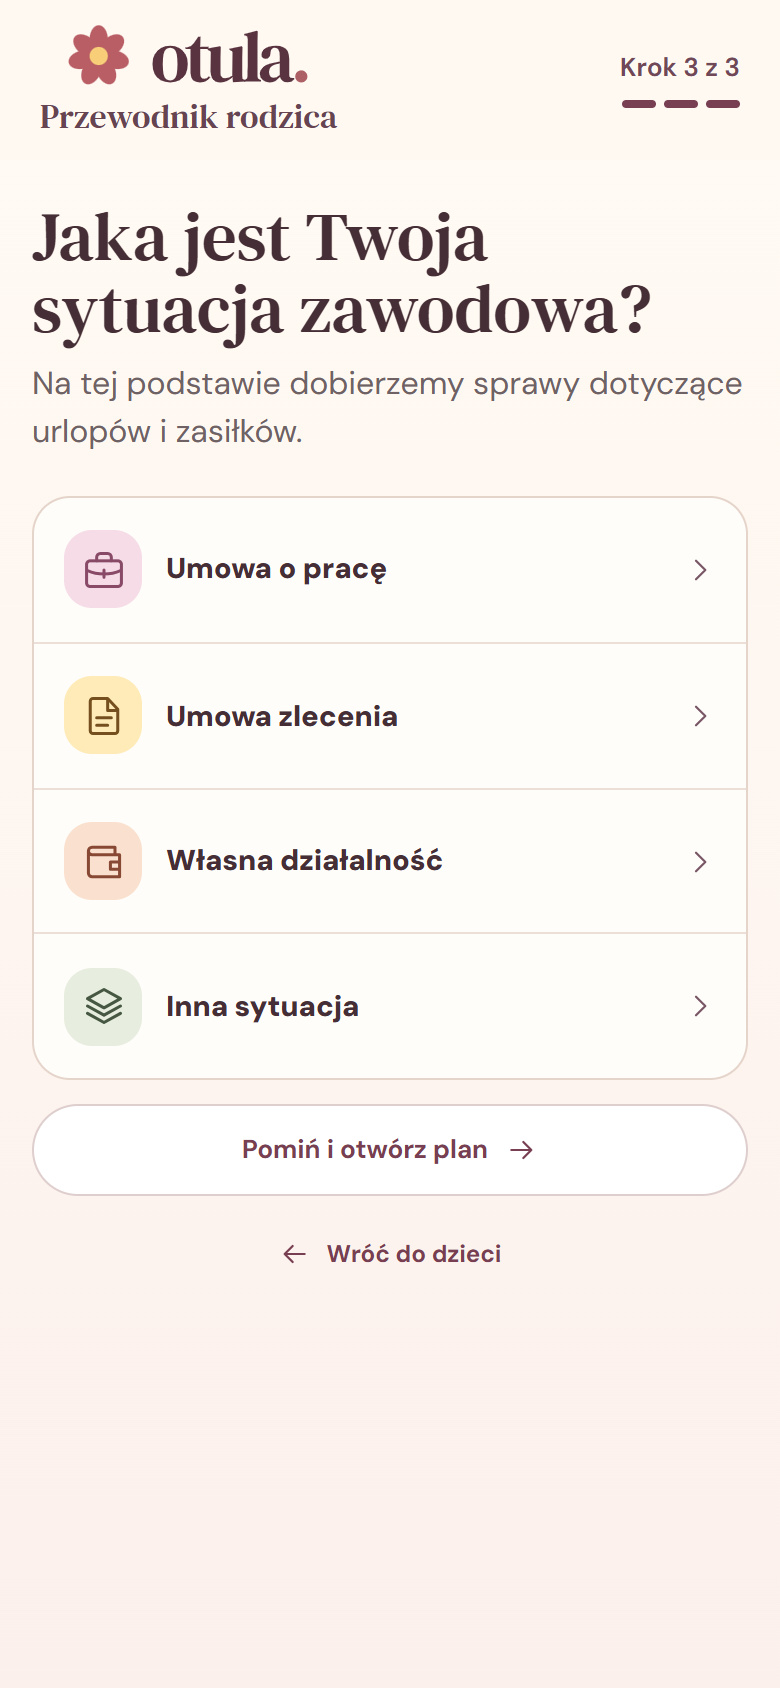 otula.
Przewodnik rodzica
Krok 3 z 3
Jaka jest Twoja
sytuacja zawodowa?
Na tej podstawie dobierzemy sprawy dotyczące
urlopów i zasiłków.
Umowa o pracę
Umowa zlecenia
Własna działalność
Inna sytuacja
Pomiń i otwórz plan
Wróć do dzieci